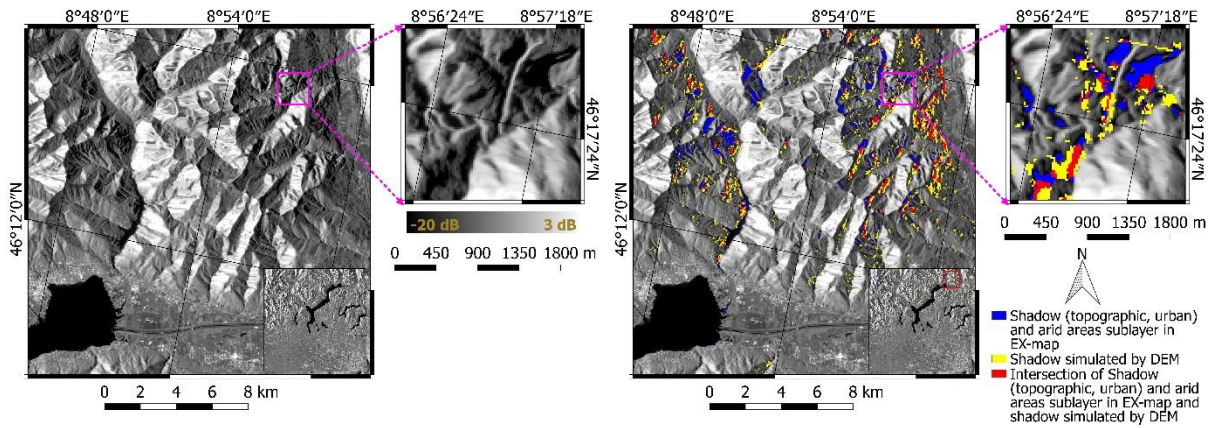 8°48'0"E 8°54'0"E
8°56'24"E 8°57'18"E
46°12'0"N
46°17'24"N
-20 dB 3 dB
0 450 900 1350 1800 m
0 2 4 6 8 km
8°48'0"E 8°54'0"E
8°56'24"E 8°57'18"E
46°12'0"N
46°17'24"N
0 450 900 1350 1800 m
N
Shadow (topographic, urban)
and arid areas sublayer in
EX-map
Shadow simulated by DEM
Intersection of Shadow
(topographic, urban) and arid
areas sublayer in EX-map and
shadow simulated by DEM
0 2 4 6 8 km